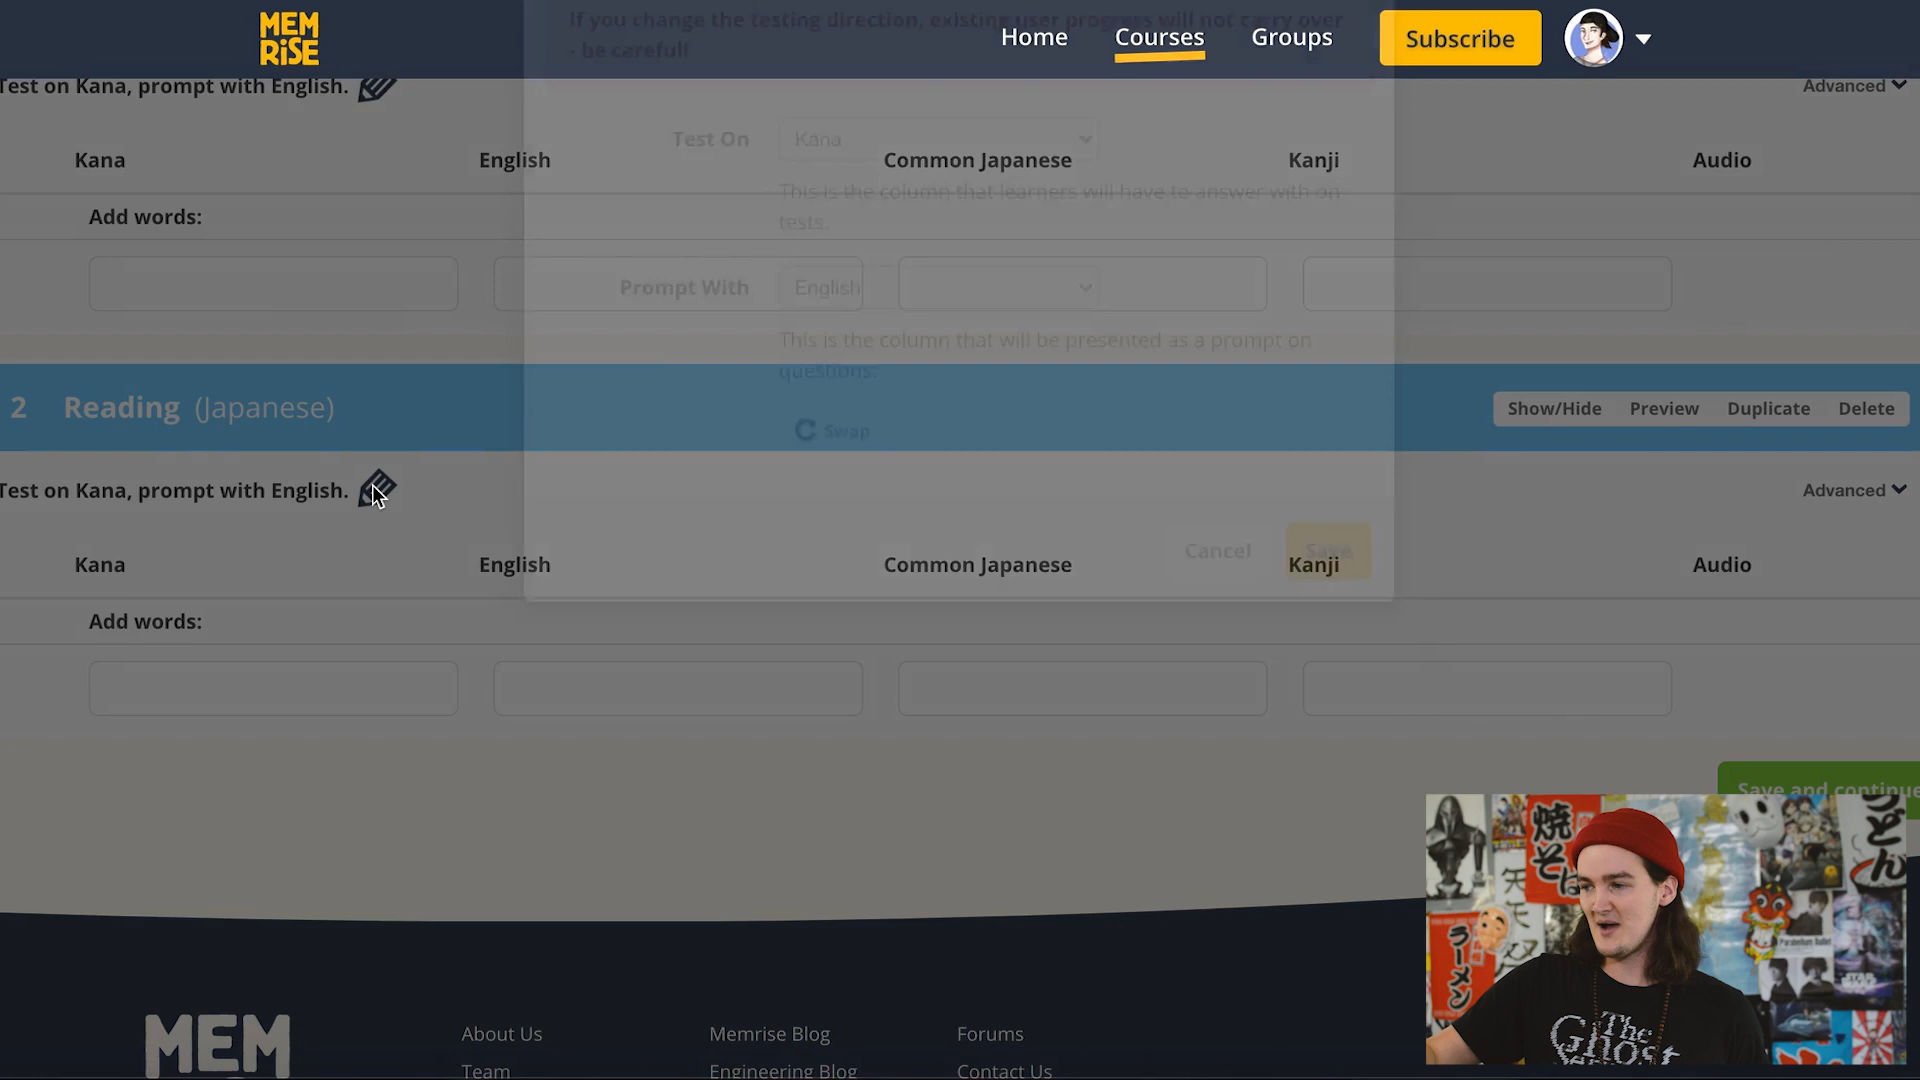 If you change the testing direction, existing user progress will not carry over
- be careful!
MEM
RiSE
Home
Courses
Groups
Subscribe
Test on Kana, prompt with English.
Advanced
Test On
Kana
Kana
English
Common Japanese
Kanji
Audio
This is the column that learners will have to answer with on
tests.
Add words:
Prompt With
English
This is the column that will be presented as a prompt on
questions.
2 Reading (Japanese)
Show/Hide
Preview
Duplicate
Delete
Swap
Test on Kana, prompt with English.
Advanced
Cancel
Save
Kana
English
Common Japanese
Kanji
Audio
Add words:
Save and continue
焼そば
うどん
ラーメン
The
Ghost
MEM
About Us
Memrise Blog
Forums
Team
Engineering Blog
Contact Us